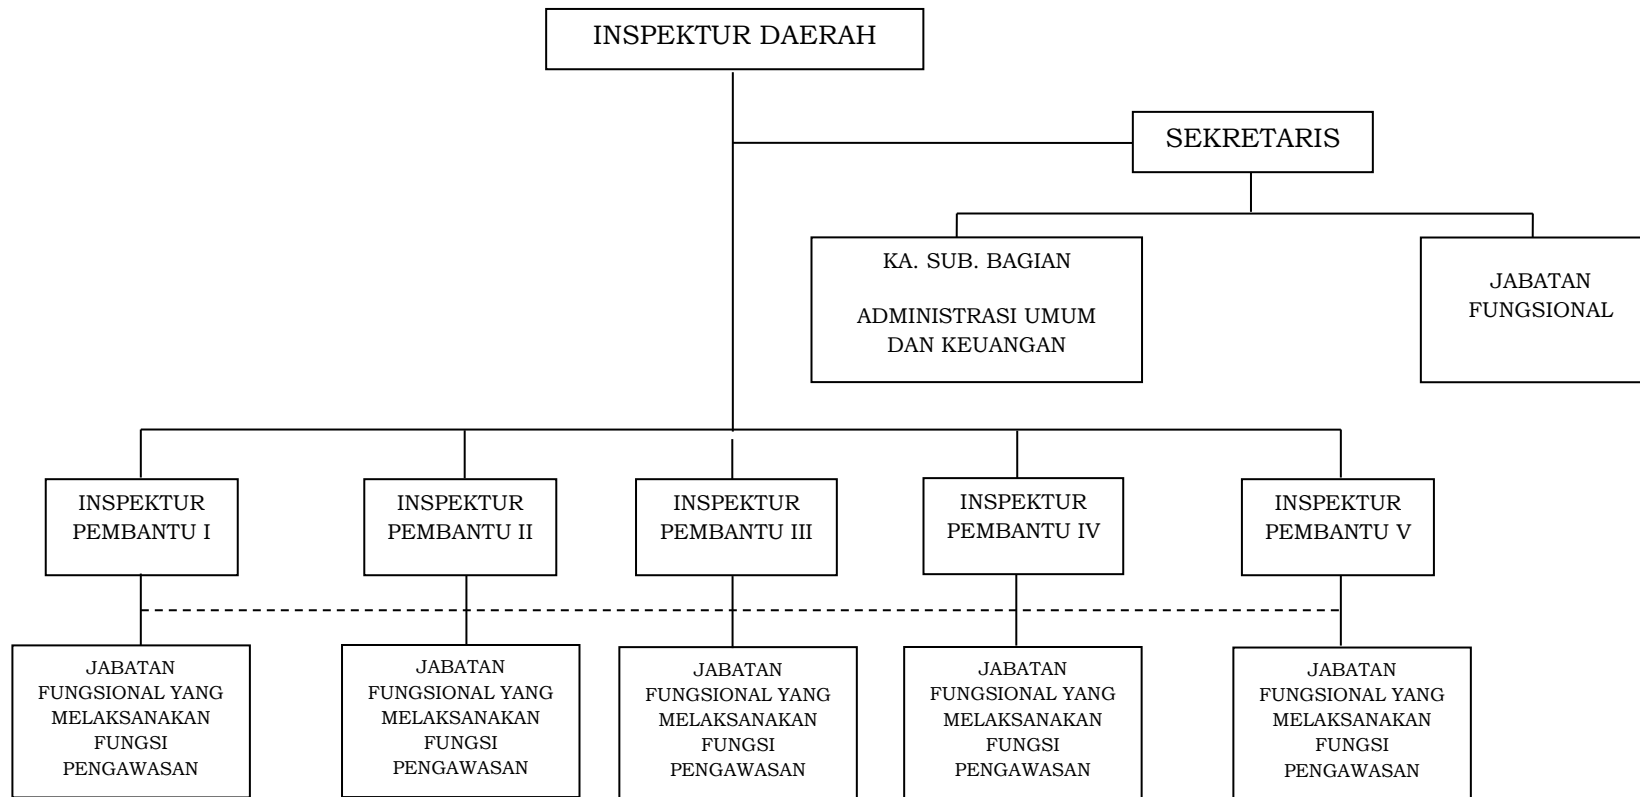 INSPEKTUR DAERAH
SEKRETARIS
KA. SUB. BAGIAN
ADMINISTRASI UMUM
DAN KEUANGAN
JABATAN
FUNGSIONAL
INSPEKTUR
PEMBANTU I
INSPEKTUR
PEMBANTU II
INSPEKTUR
PEMBANTU III
INSPEKTUR
PEMBANTU IV
INSPEKTUR
PEMBANTU V
JABATAN
FUNGSIONAL YANG
MELAKSANAKAN
FUNGSI
PENGAWASAN
JABATAN
FUNGSIONAL YANG
MELAKSANAKAN
FUNGSI
PENGAWASAN
JABATAN
FUNGSIONAL YANG
MELAKSANAKAN
FUNGSI
PENGAWASAN
JABATAN
FUNGSIONAL YANG
MELAKSANAKAN
FUNGSI
PENGAWASAN
JABATAN
FUNGSIONAL YANG
MELAKSANAKAN
FUNGSI
PENGAWASAN